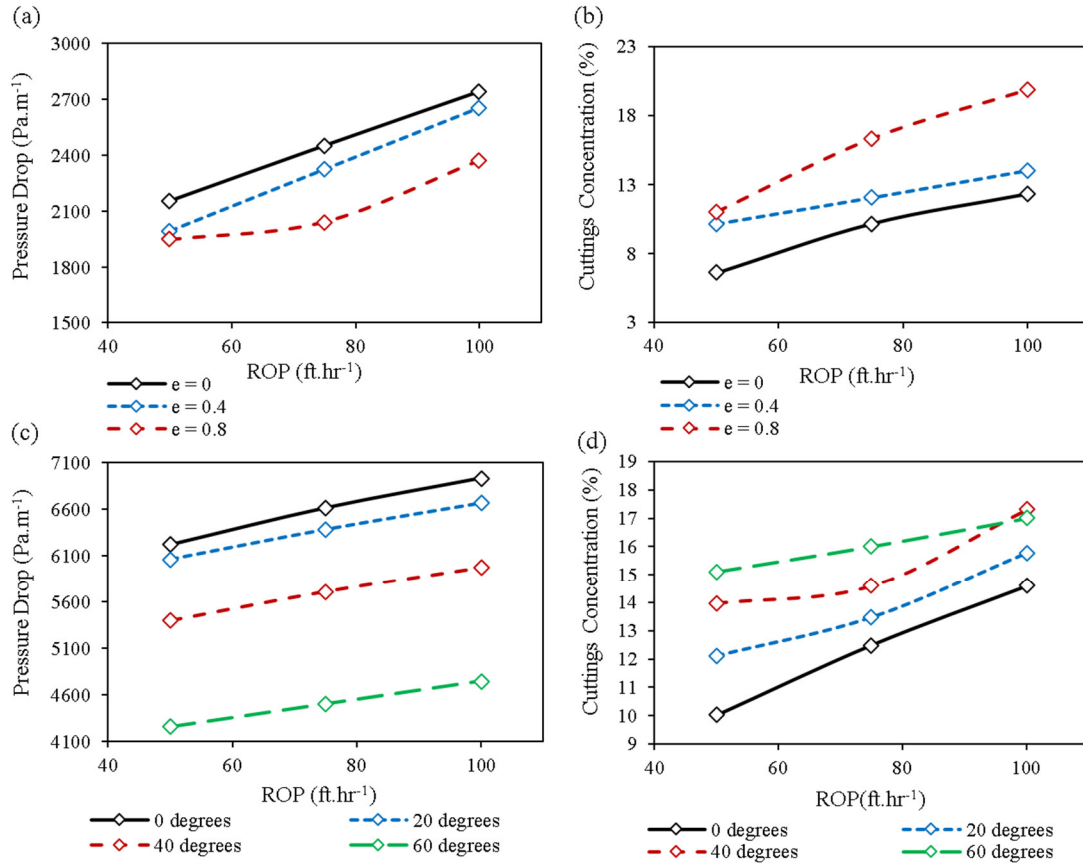 (a)
3000
2700
2400
2100
1800
1500
Pressure Drop (Pa.m⁻¹)
40 60 80 100
ROP (ft.hr⁻¹)
e = 0
e = 0.4
e = 0.8
(b)
23
18
13
8
3
Cuttings Concentration (%)
40 60 80 100
ROP (ft.hr⁻¹)
e = 0
e = 0.4
e = 0.8
(c)
7100
6600
6100
5600
5100
4600
4100
Pressure Drop (Pa.m⁻¹)
40 60 80 100
ROP (ft.hr⁻¹)
0 degrees 20 degrees
40 degrees 60 degrees
(d)
19
18
17
16
15
14
13
12
11
10
9
Cuttings Concentration (%)
40 60 80 100
ROP(ft.hr⁻¹)
0 degrees 20 degrees
40 degrees 60 degrees